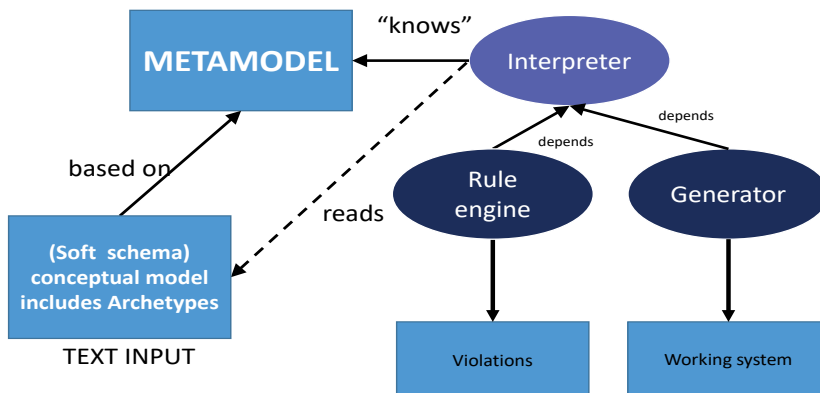 “knows”
METAMODEL
Interpreter
depends
depends
based on
Rule
engine
Generator
reads
(Soft schema)
conceptual model
includes Archetypes
TEXT INPUT
Violations
Working system